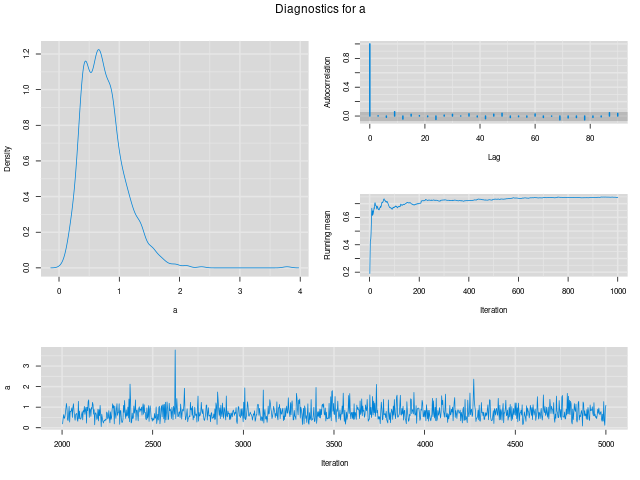 Diagnostics for a
Density
0.0 0.2 0.4 0.6 0.8 1.0 1.2
0 1 2 3 4
a
Autocorrelation
0.0 0.4 0.8
0 20 40 60 80
Lag
Running mean
0.2 0.4 0.6
0 200 400 600 800 1000
Iteration
a
0 1 2 3
2000 2500 3000 3500 4000 4500 5000
Iteration